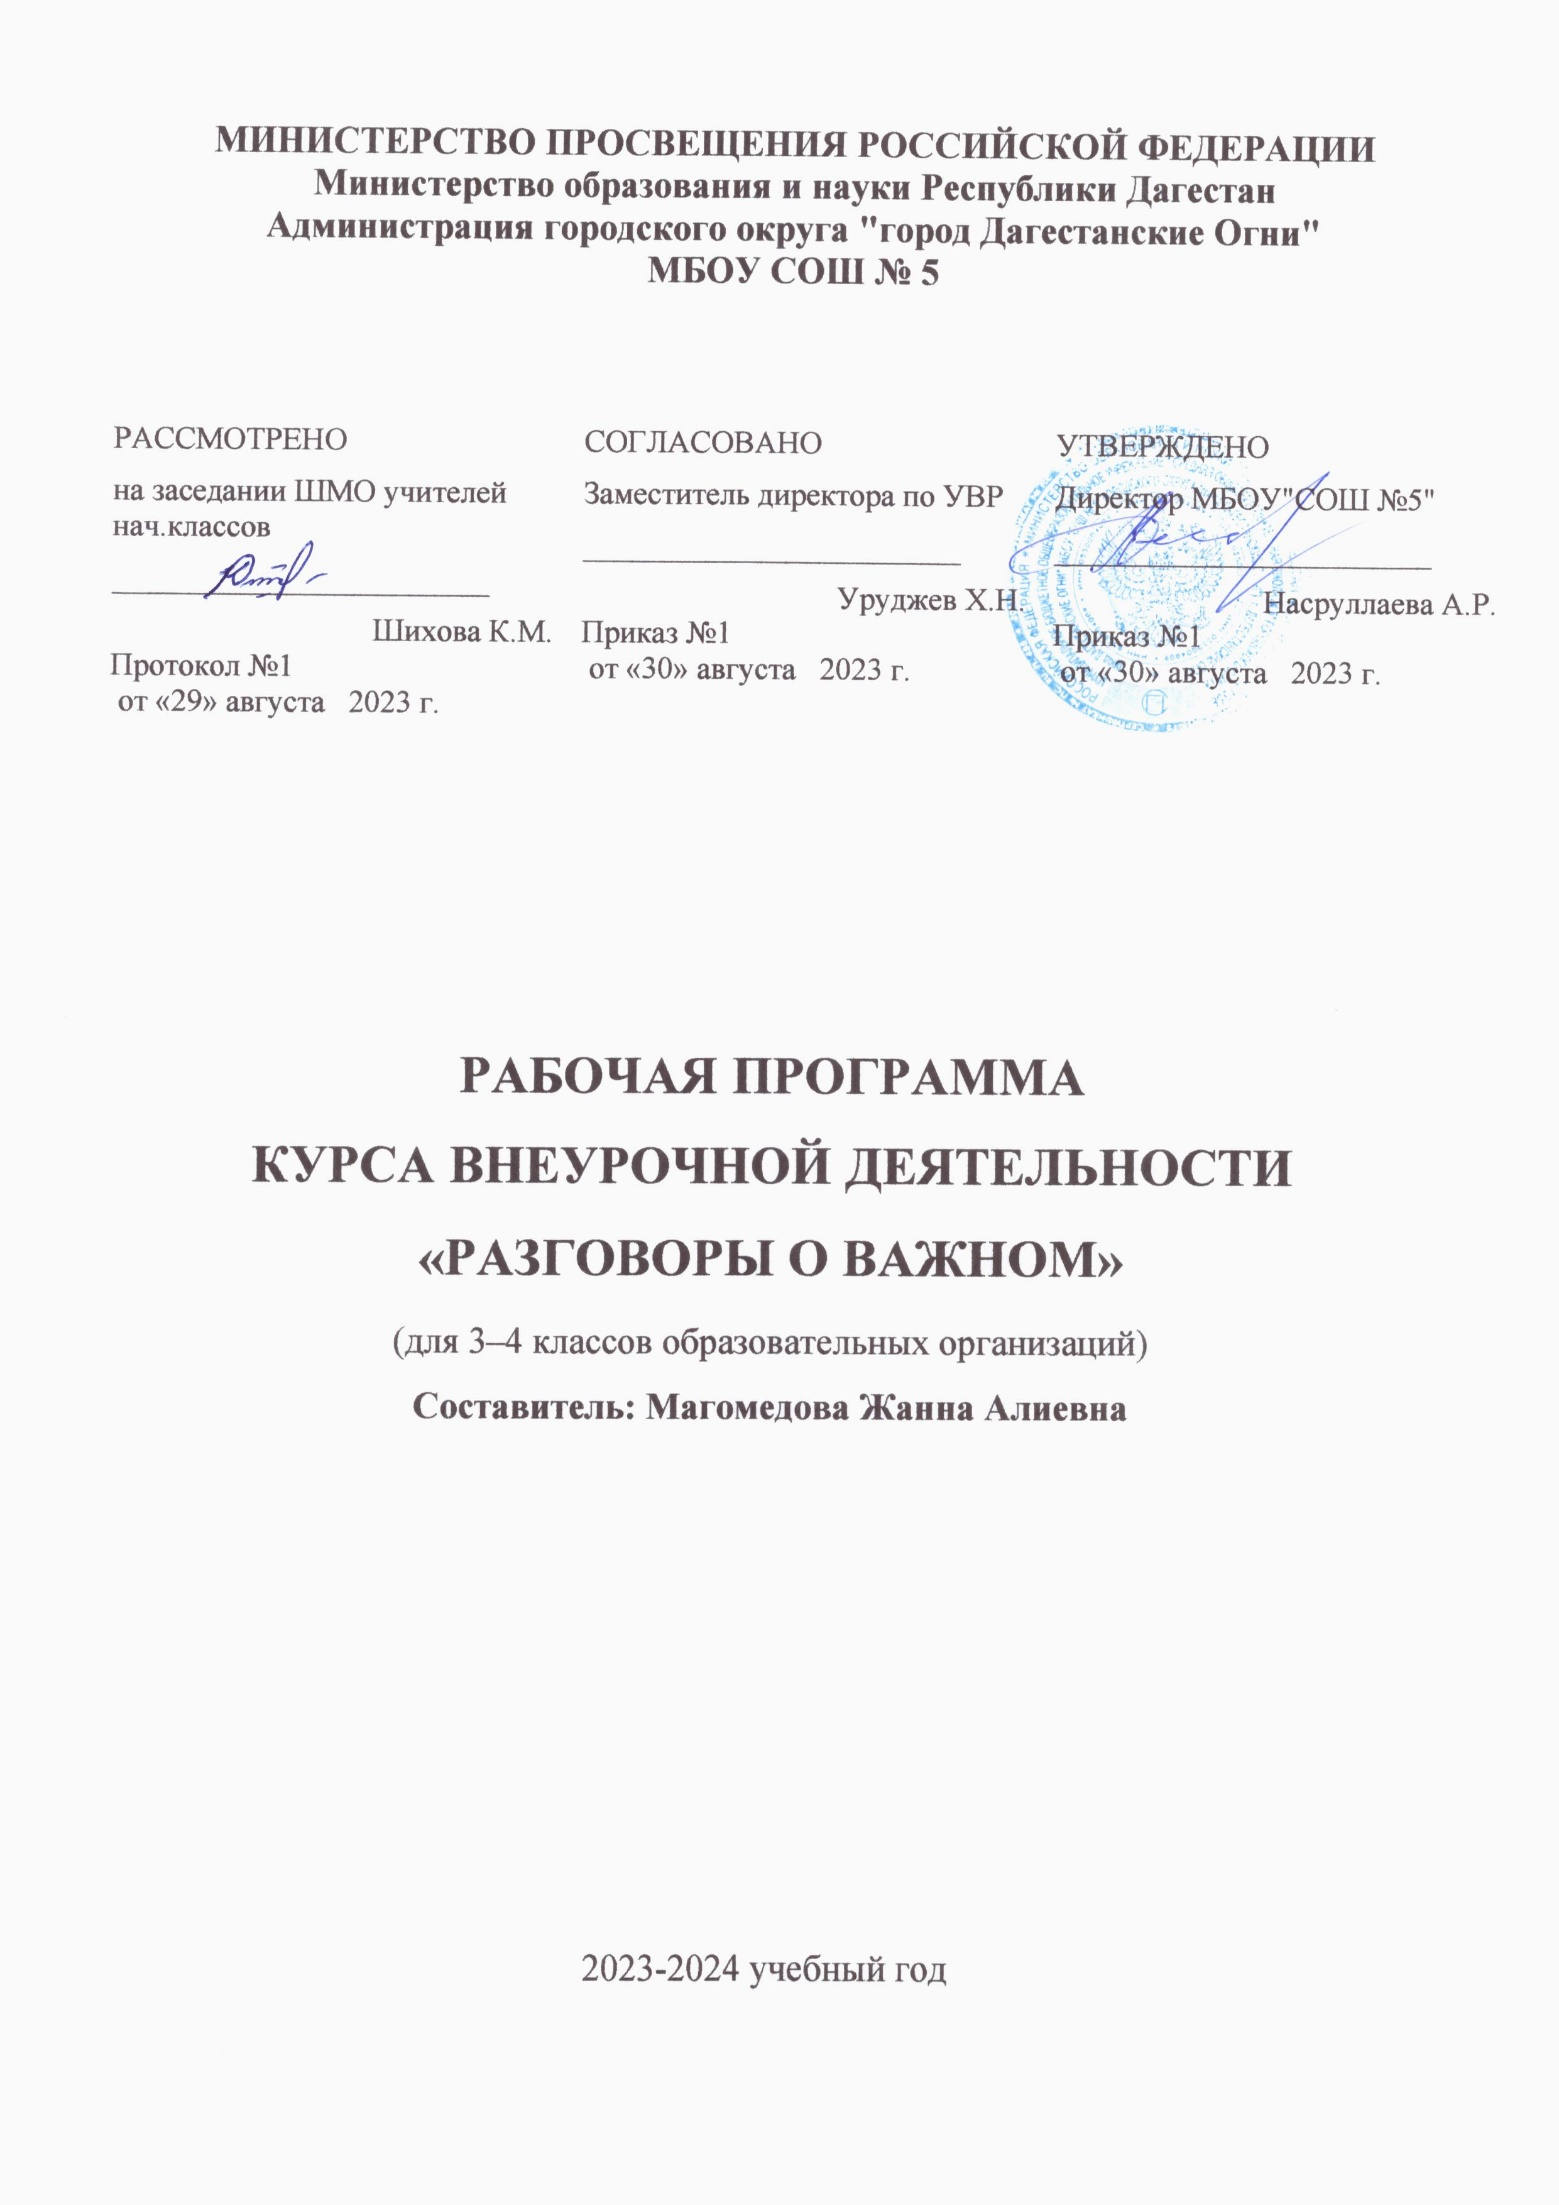 МИНИСТЕРСТВО ПРОСВЕЩЕНИЯ РОССИЙСКОЙ ФЕДЕРАЦИИ
Министерство образования и науки Республики Дагестан
Администрация городского округа "город Дагестанские Огни"
МБОУ СОШ № 5
РАССМОТРЕНО
на заседании ШМО учителей
нач.классов
Шихова К.М.
Протокол №1
от «29» августа 2023 г.
СОГЛАСОВАНО
Заместитель директора по УВР
Уруджев Х.Н.
Приказ №1
от «30» августа 2023 г.
УТВЕРЖДЕНО
Директор МБОУ"СОШ №5"
Насруллаева А.Р.
Приказ №1
от «30» августа 2023 г.
РАБОЧАЯ ПРОГРАММА
КУРСА ВНЕУРОЧНОЙ ДЕЯТЕЛЬНОСТИ
«РАЗГОВОРЫ О ВАЖНОМ»
(для 3–4 классов образовательных организаций)
Составитель: Магомедова Жанна Алиевна
2023-2024 учебный год